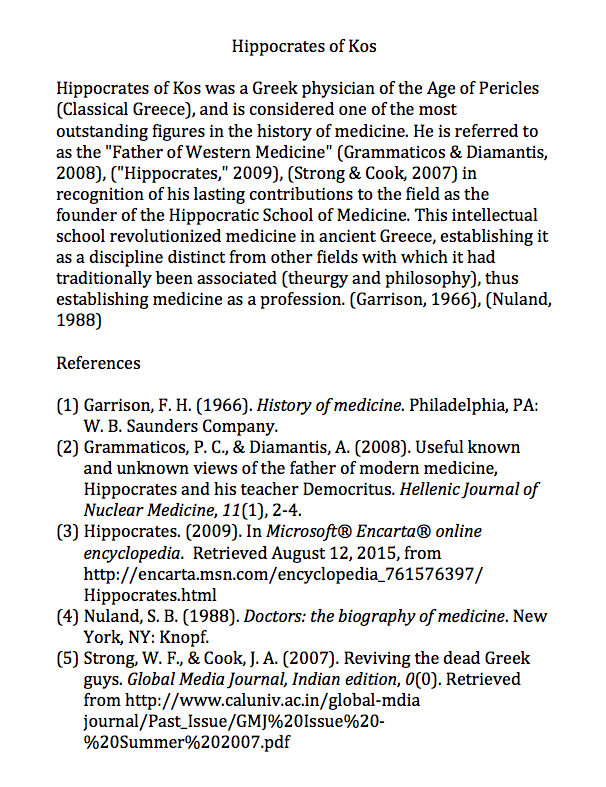 Hippocrates of Kos
Hippocrates of Kos was a Greek physician of the Age of Pericles
(Classical Greece), and is considered one of the most
outstanding figures in the history of medicine. He is referred to
as the "Father of Western Medicine" (Grammaticos & Diamantis,
2008), ("Hippocrates," 2009), (Strong & Cook, 2007) in
recognition of his lasting contributions to the field as the
founder of the Hippocratic School of Medicine. This intellectual
school revolutionized medicine in ancient Greece, establishing it
as a discipline distinct from other fields with which it had
traditionally been associated (theurgy and philosophy), thus
establishing medicine as a profession. (Garrison, 1966), (Nuland,
1988)
References
(1) Garrison, F. H. (1966). History of medicine. Philadelphia, PA:
W. B. Saunders Company.
(2) Grammaticos, P. C., & Diamantis, A. (2008). Useful known
and unknown views of the father of modern medicine,
Hippocrates and his teacher Democritus. Hellenic Journal of
Nuclear Medicine, 11(1), 2-4.
(3) Hippocrates. (2009). In Microsoft® Encarta® online
encyclopedia. Retrieved August 12, 2015, from
http://encarta.msn.com/encyclopedia_761576397/
Hippocrates.html
(4) Nuland, S. B. (1988). Doctors: the biography of medicine. New
York, NY: Knopf.
(5) Strong, W. F., & Cook, J. A. (2007). Reviving the dead Greek
guys. Global Media Journal, Indian edition, 0(0). Retrieved
from http://www.caluniv.ac.in/global-mdia
journal/Past_Issue/GMJ%20Issue%20-
%20Summer%202007.pdf